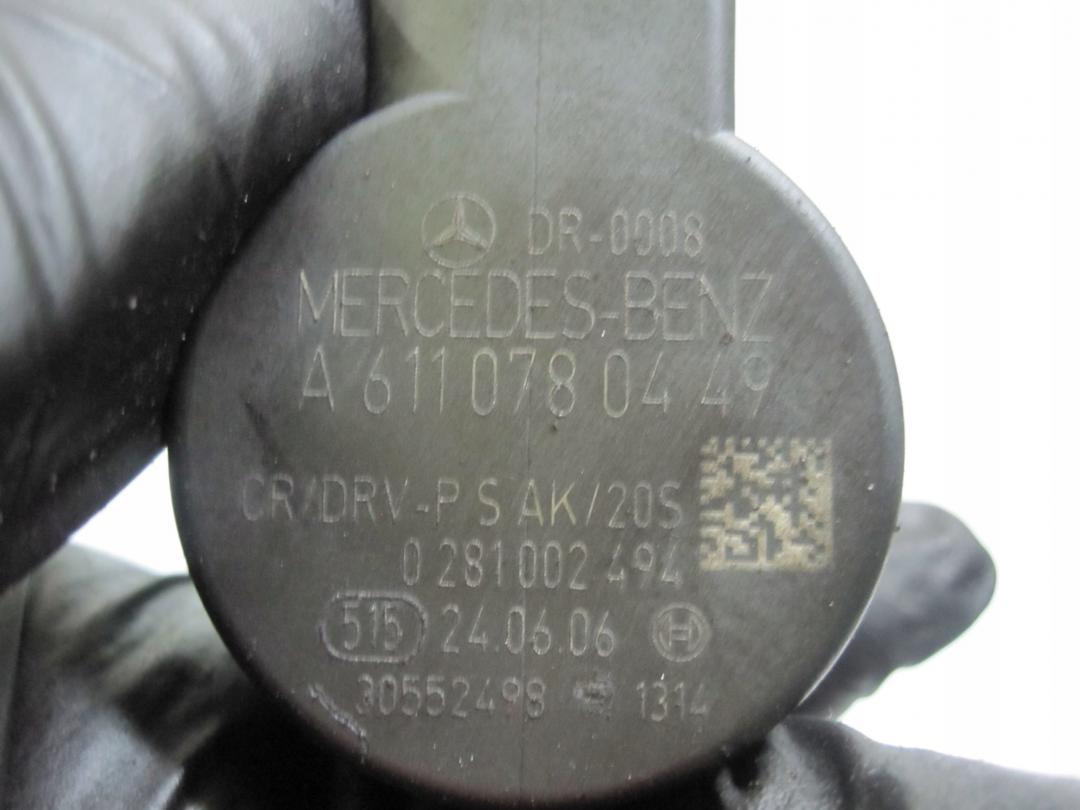 DR-0008
MERCEDES-BENZ
A 611 078 04 49
CR/DRV-P S AK/20S
0 281 002 494
515 24.06.06 H
30552498 1314